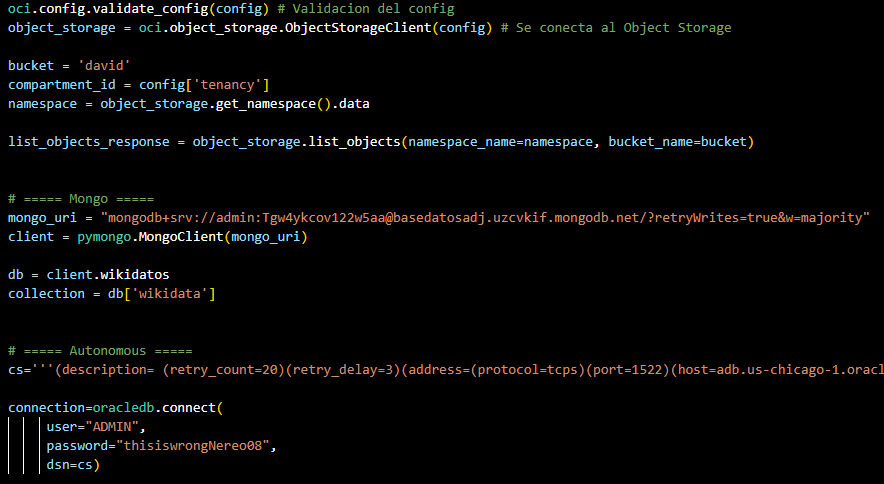 oci.config.validate_config(config) # Validacion del config
object_storage = oci.object_storage.ObjectStorageClient(config) # Se conecta al Object Storage
bucket = 'david'
compartment_id = config['tenancy']
namespace = object_storage.get_namespace().data
list_objects_response = object_storage.list_objects(namespace_name=namespace, bucket_name=bucket)
# ===== Mongo =====
mongo_uri = "mongodb+srv://admin:Tgw4ykcov122w5aa@basedatosadj.uzcvkif.mongodb.net/?retryWrites=true&w=majority"
client = pymongo.MongoClient(mongo_uri)
db = client.wikidatos
collection = db['wikidata']
# ===== Autonomous =====
cs='''(description= (retry_count=20)(retry_delay=3)(address=(protocol=tcps)(port=1522)(host=adb.us-chicago-1.oracl
connection=oracledb.connect(
user="ADMIN",
password="thisiswrongNereo08",
dsn=cs)